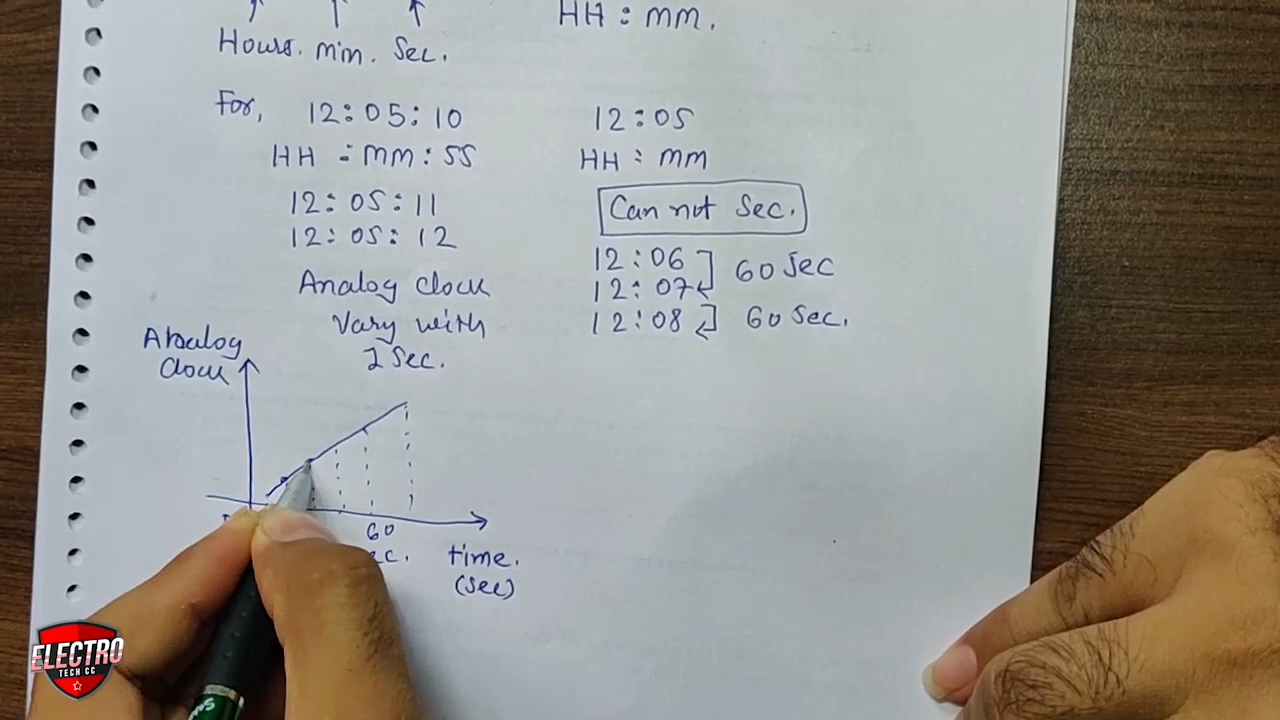 Hours. min. Sec.
HH : mm.
For, 12:05:10
HH : mm : SS
12:05:11
12:05:12
Analog clock
Vary with
1 Sec.
12:05
HH : mm
Can not Sec.
12:06
12:07
60 Sec
12:08
60 Sec.
Analog
Clock
60
time.
(Sec)
ELECTRO
TECH CC